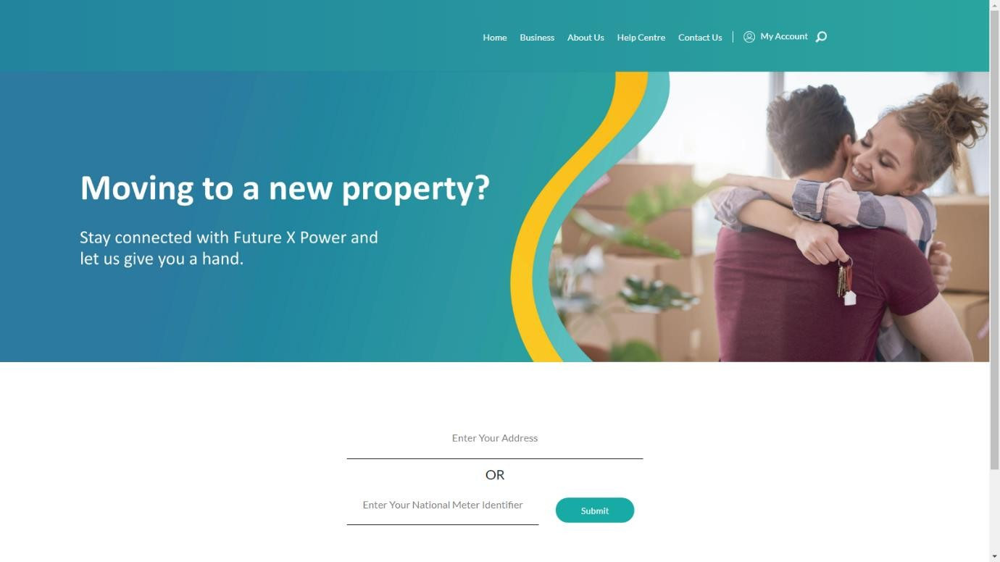 Home Business About Us Help Centre Contact Us My Account
Moving to a new property?
Stay connected with Future X Power and
let us give you a hand.
Enter Your Address
OR
Enter Your National Meter Identifier
Submit